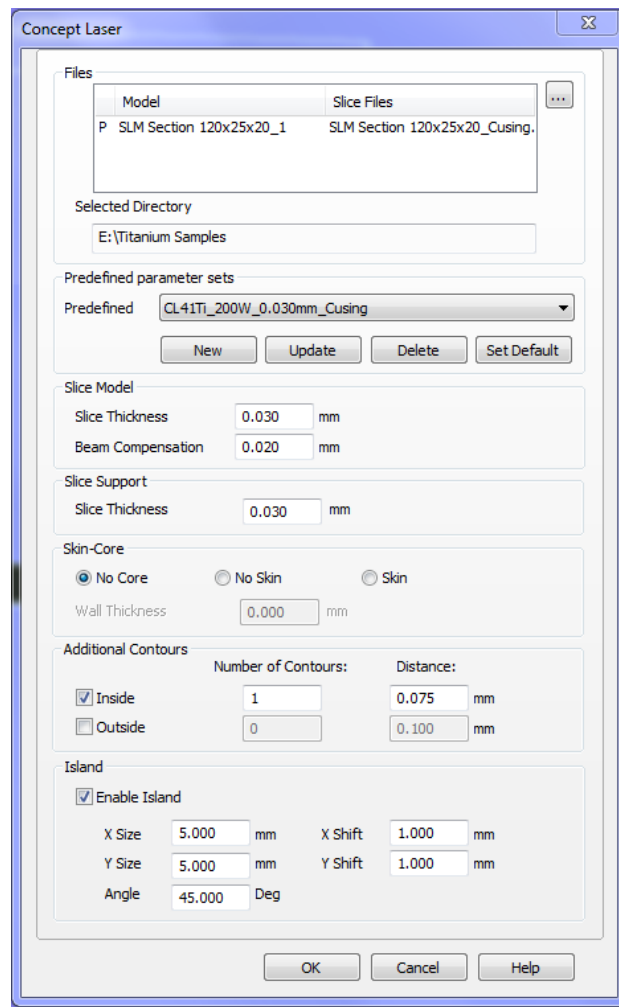 Concept Laser
Files
...
Model Slice Files
P SLM Section 120x25x20_1 SLM Section 120x25x20_Cusing.
Selected Directory
E:\Titanium Samples
Predefined parameter sets
Predefined CL41Ti_200W_0.030mm_Cusing
New Update Delete Set Default
Slice Model
Slice Thickness 0.030 mm
Beam Compensation 0.020 mm
Slice Support
Slice Thickness 0.030 mm
Skin-Core
No Core No Skin Skin
Wall Thickness 0.000 mm
Additional Contours
Number of Contours: Distance:
Inside 1 0.075 mm
Outside 0 0.100 mm
Island
Enable Island
X Size 5.000 mm X Shift 1.000 mm
Y Size 5.000 mm Y Shift 1.000 mm
Angle 45.000 Deg
OK Cancel Help